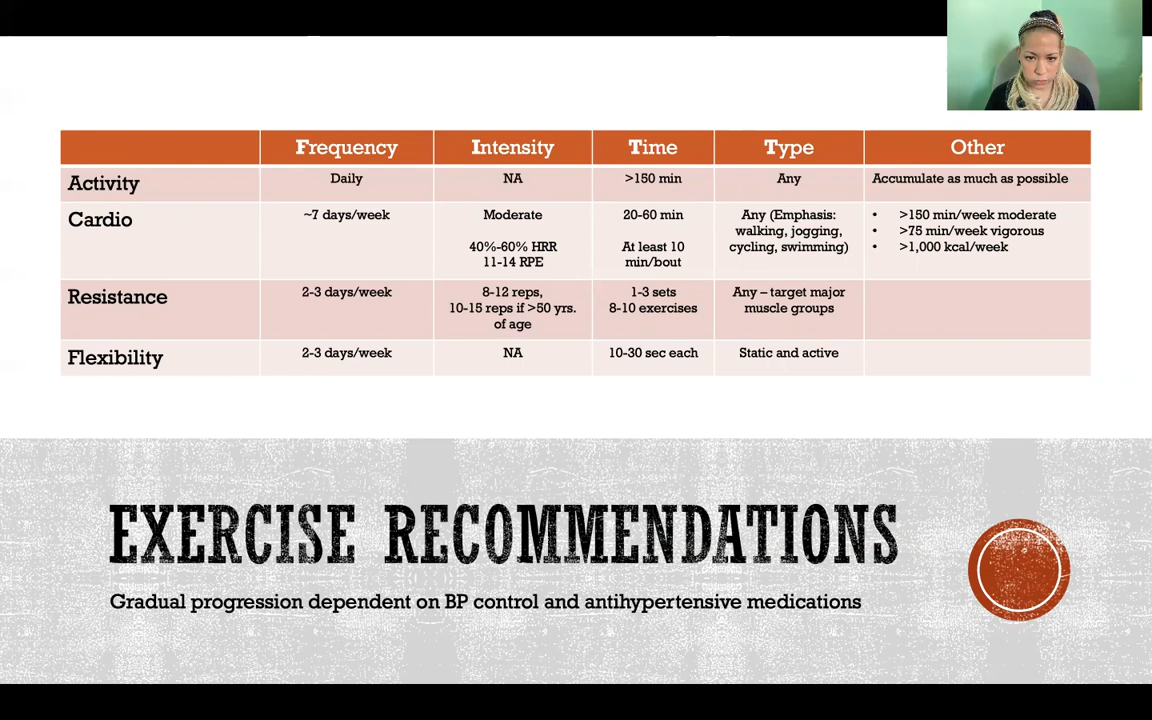 Frequency Intensity Time Type Other
Activity Daily NA >150 min Any Accumulate as much as possible
Cardio ~7 days/week Moderate 20-60 min Any (Emphasis: • >150 min/week moderate
walking, jogging, • >75 min/week vigorous
40%-60% HRR At least 10 cycling, swimming) • >1,000 kcal/week
11-14 RPE min/bout
Resistance 2-3 days/week 8-12 reps, 1-3 sets Any – target major
10-15 reps if >50 yrs. 8-10 exercises muscle groups
of age
Flexibility 2-3 days/week NA 10-30 sec each Static and active
EXERCISE RECOMMENDATIONS
Gradual progression dependent on BP control and antihypertensive medications